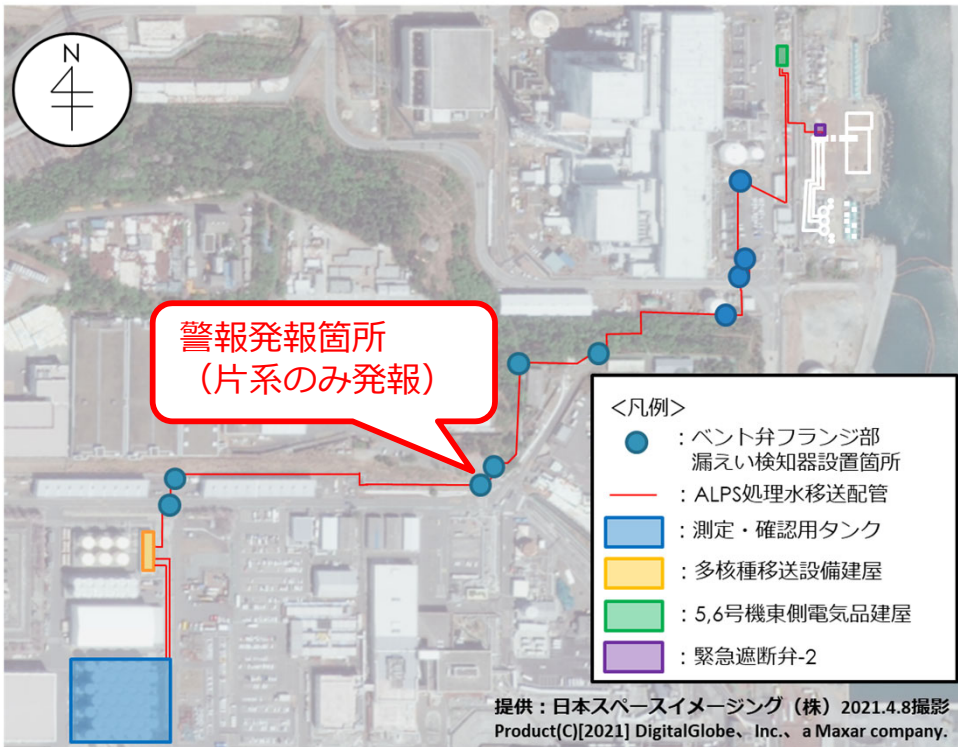 N
警報発報箇所
（片系のみ発報）
＜凡例＞
：ベント弁フランジ部
漏えい検知器設置箇所
：ALPS処理水移送配管
：測定・確認用タンク
：多核種移送設備建屋
：5,6号機東側電気品建屋
：緊急遮断弁-2
提供：日本スペースイメージング（株）2021.4.8撮影
Product(C)[2021] DigitalGlobe、Inc.、a Maxar company.